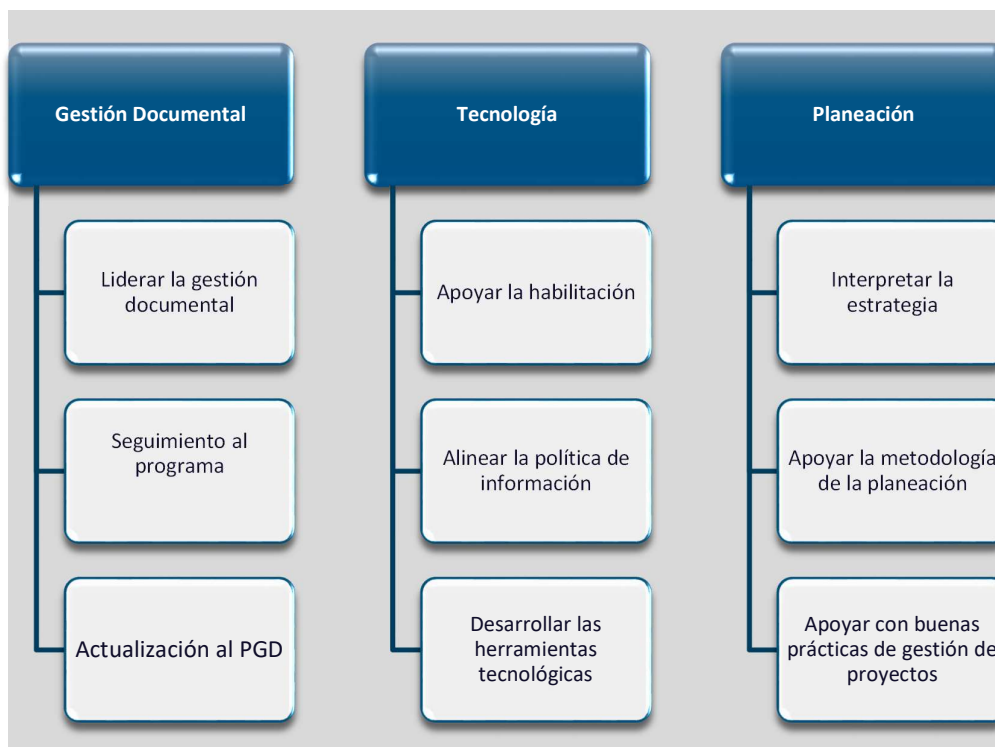 Gestión Documental
Liderar la gestión
documental
Seguimiento al
programa
Actualización al PGD
Tecnología
Apoyar la habilitación
Alinear la política de
información
Desarrollar las
herramientas
tecnológicas
Planeación
Interpretar la
estrategia
Apoyar la metodología
de la planeación
Apoyar con buenas
prácticas de gestión de
proyectos